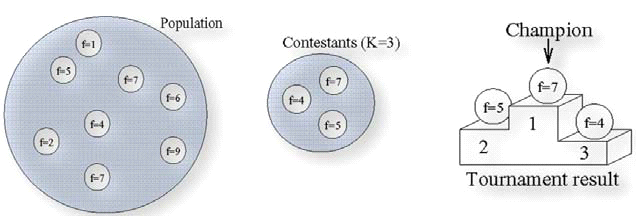 Population
f=1
f=5
f=7
f=6
f=4
f=2
f=9
f=7
Contestants (K=3)
f=7
f=4
f=5
Champion
f=7
f=5
f=4
1
2
3
Tournament result